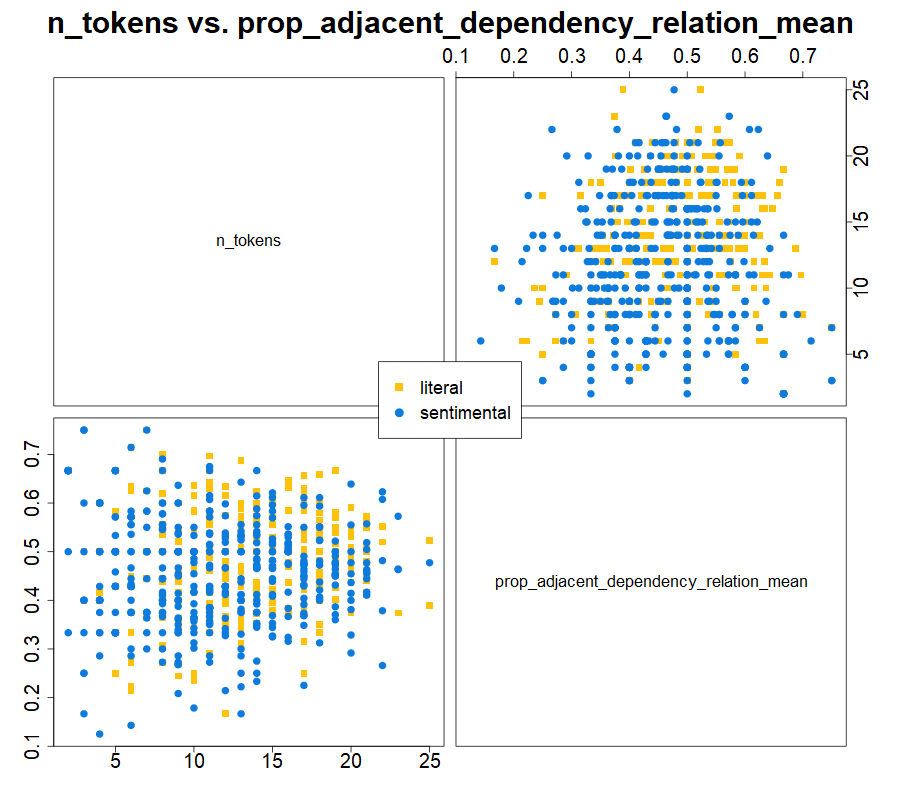 n_tokens vs. prop_adjacent_dependency_relation_mean
0.1 0.2 0.3 0.4 0.5 0.6 0.7
25
20
15
10
5
n_tokens
literal
sentimental
prop_adjacent_dependency_relation_mean
0.7
0.6
0.5
0.4
0.3
0.2
0.1
5 10 15 20 25